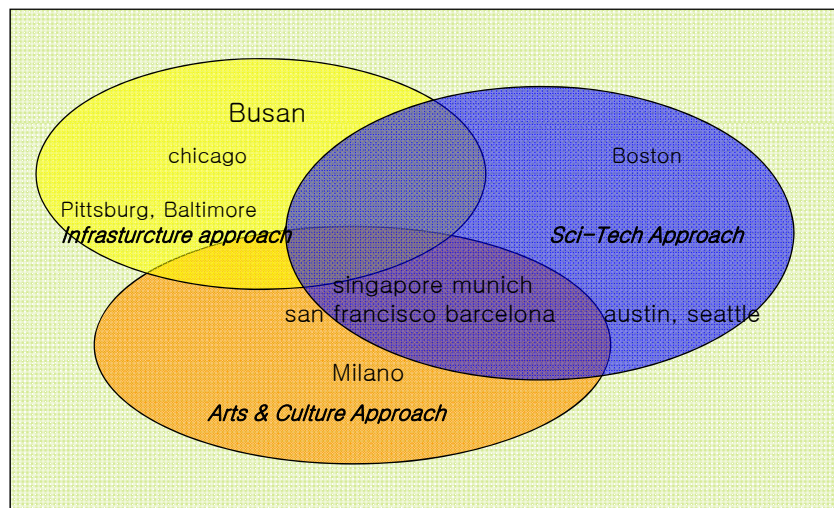 Busan
chicago
Boston
Pittsburg, Baltimore
Infrasturcture approach
Sci-Tech Approach
singapore munich
san francisco barcelona
austin, seattle
Milano
Arts & Culture Approach